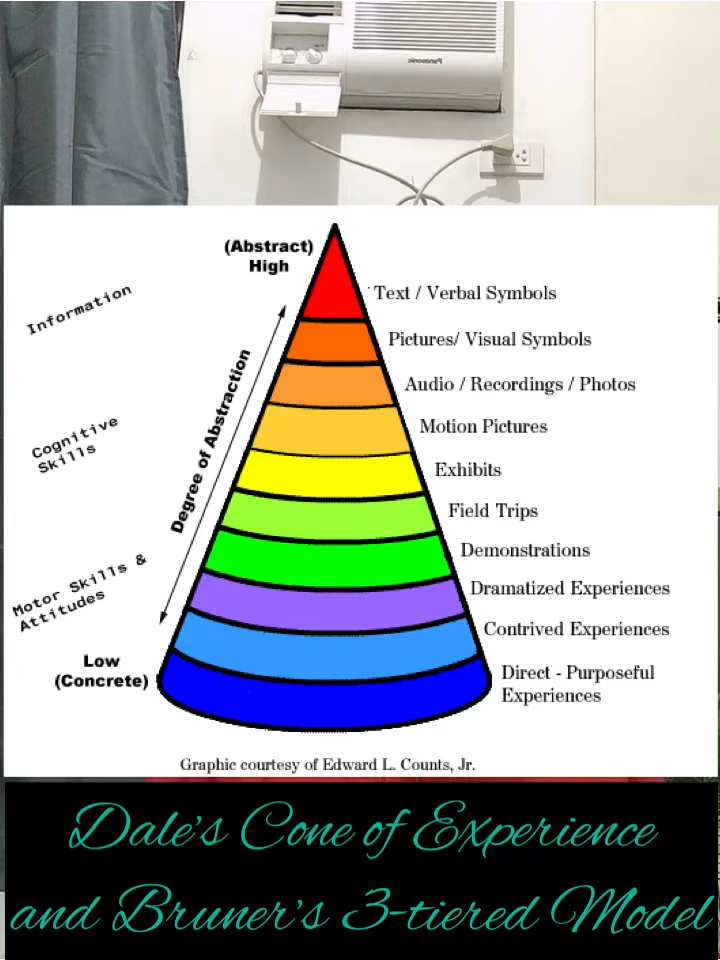 Panasonic
(Abstract)
High
Text / Verbal Symbols
Information
Pictures/ Visual Symbols
Audio / Recordings / Photos
Motion Pictures
Cognitive
Skills
Degree of Abstraction
Exhibits
Field Trips
Demonstrations
Motor Skills &
Attitudes
Dramatized Experiences
Contrived Experiences
Low
(Concrete)
Direct - Purposeful
Experiences
Graphic courtesy of Edward L. Counts, Jr.
Dale's Cone of Experience
and Bruner's 3-tiered Model